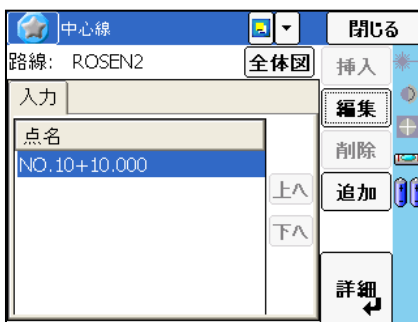 中心線
閉じる
路線: ROSEN2
全体図
挿入
入力
編集
点名
削除
NO.10+10.000
上へ
追加
下へ
詳細